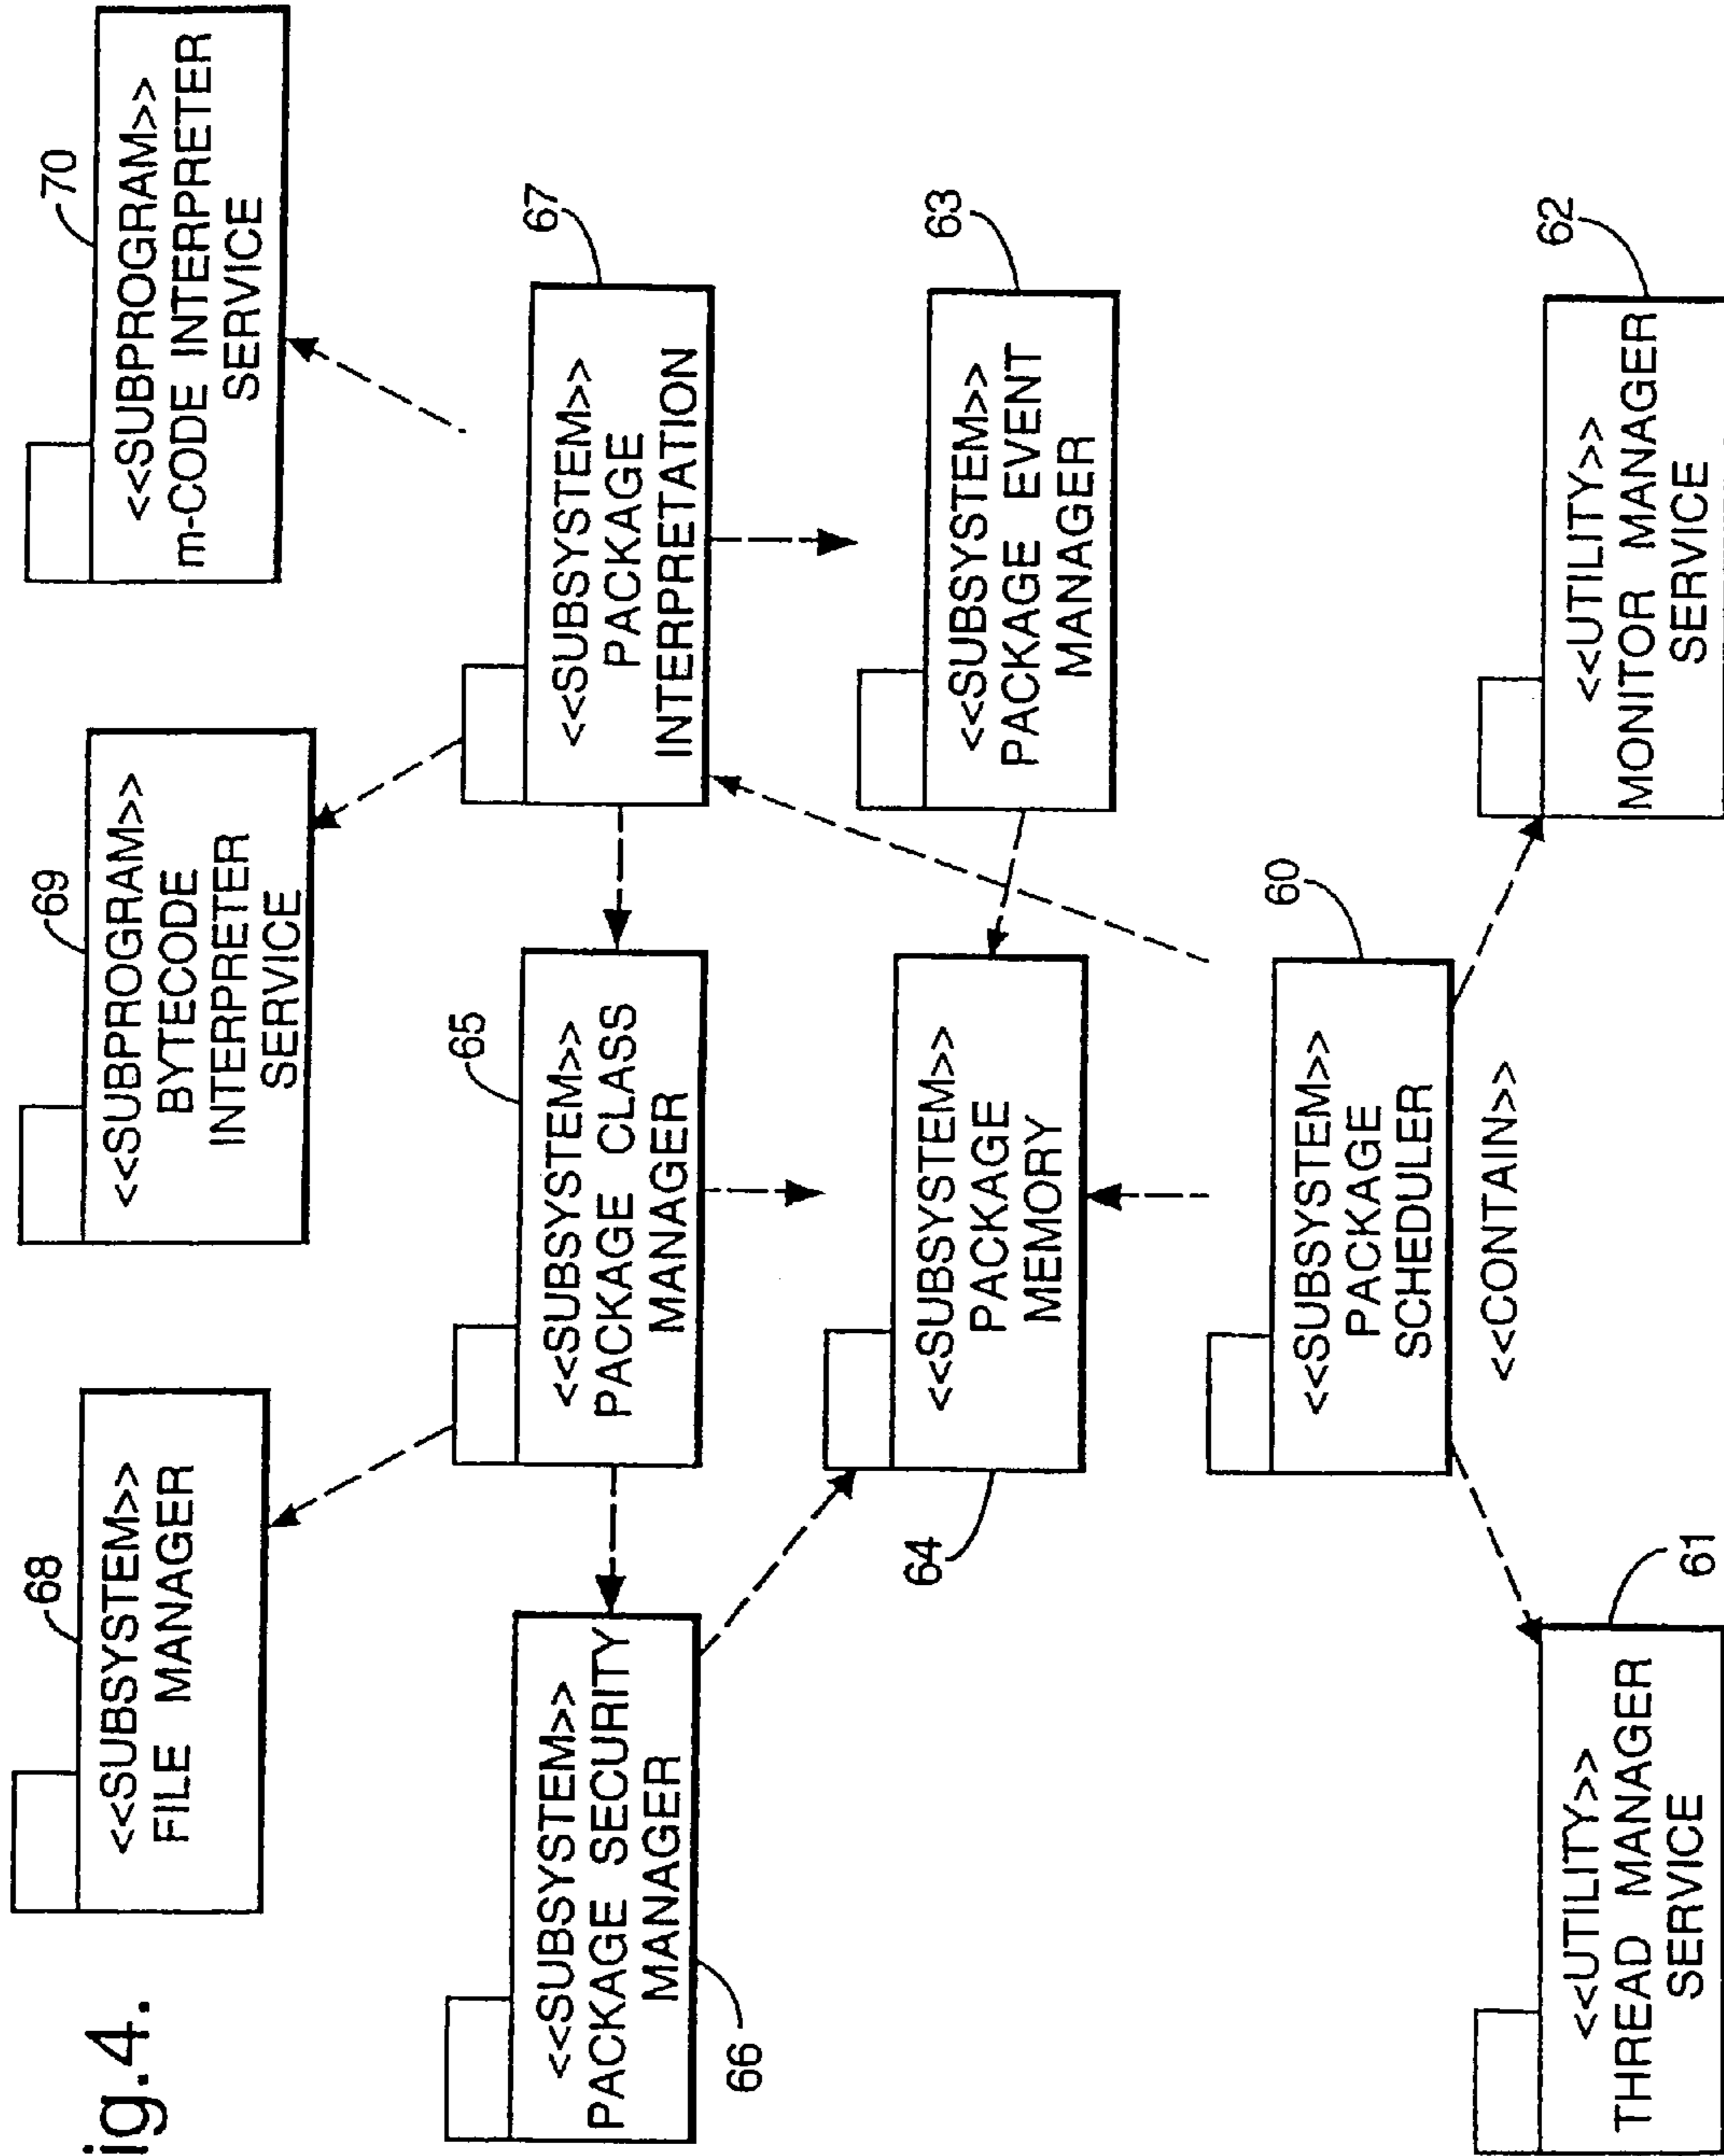 ig.4.
68
<<SUBSYSTEM>>
FILE MANAGER
69
<<SUBPROGRAM>>
BYTECODE
INTERPRETER
SERVICE
70
<<SUBPROGRAM>>
m-CODE INTERPRETER
SERVICE
<<SUBSYSTEM>>
PACKAGE SECURITY
MANAGER
66
65
<<SUBSYSTEM>>
PACKAGE CLASS
MANAGER
67
<<SUBSYSTEM>>
PACKAGE
INTERPRETATION
<<SUBSYSTEM>>
PACKAGE
MEMORY
64
63
<<SUBSYSTEM>>
PACKAGE EVENT
MANAGER
60
<<SUBSYSTEM>>
PACKAGE
SCHEDULER
<<CONTAIN>>
61
<<UTILITY>>
THREAD MANAGER
SERVICE
62
<<UTILITY>>
MONITOR MANAGER
SERVICE